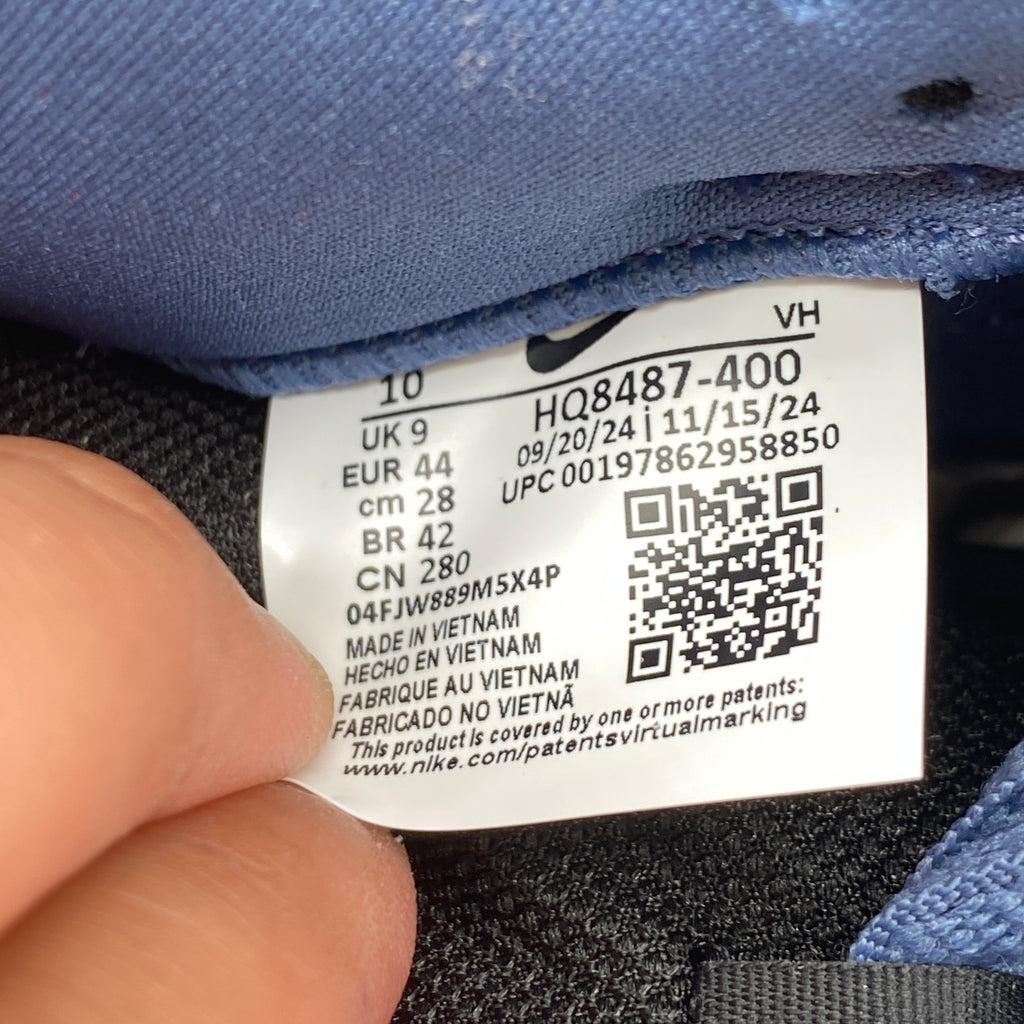 VH
10
HQ8487-400
UK 9
09/20/24 | 11/15/24
EUR 44
UPC 00197862958850
cm 28
BR 42
CN 280
04FJW889M5X4P
MADE IN VIETNAM
HECHO EN VIETNAM
FABRIQUE AU VIETNAM
FABRICADO NO VIETNÃ
This product is covered by one or more patents:
www.nike.com/patentsvirtualmarking